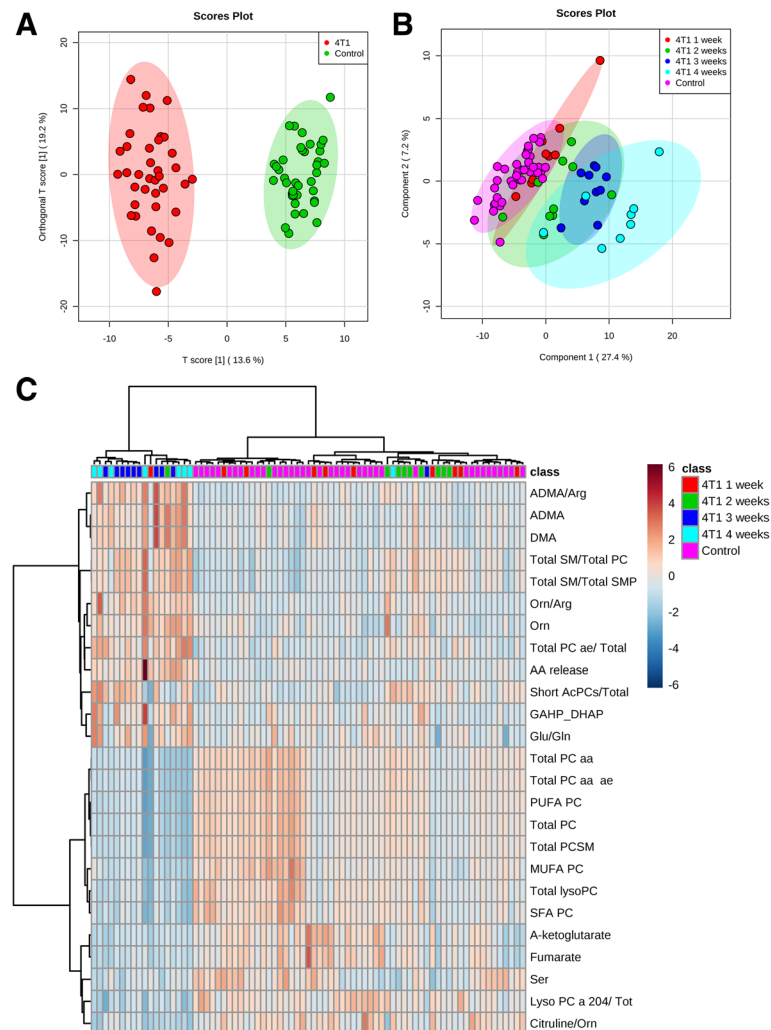 A
Scores Plot
4T1
Control
20
10
0
-10
-20
Orthogonal T score [1] ( 19.2 %)
-10
-5
0
5
10
T score [1] ( 13.6 %)
B
Scores Plot
4T1 1 week
4T1 2 weeks
4T1 3 weeks
4T1 4 weeks
Control
10
5
0
-5
-10
Component 2 ( 7.2 %)
-10
0
10
20
Component 1 ( 27.4 %)
C
class
ADMA/Arg
ADMA
DMA
Total SM/Total PC
Total SM/Total SMP
Orn/Arg
Orn
Total PC ae/ Total
AA release
Short AcPCs/Total
GAHP_DHAP
Glu/Gln
Total PC aa
Total PC aa ae
PUFA PC
Total PC
Total PCSM
MUFA PC
Total lysoPC
SFA PC
A-ketoglutarate
Fumarate
Ser
Lyso PC a 204/ Tot
Citruline/Orn
6
4
2
0
-2
-4
-6
class
4T1 1 week
4T1 2 weeks
4T1 3 weeks
4T1 4 weeks
Control